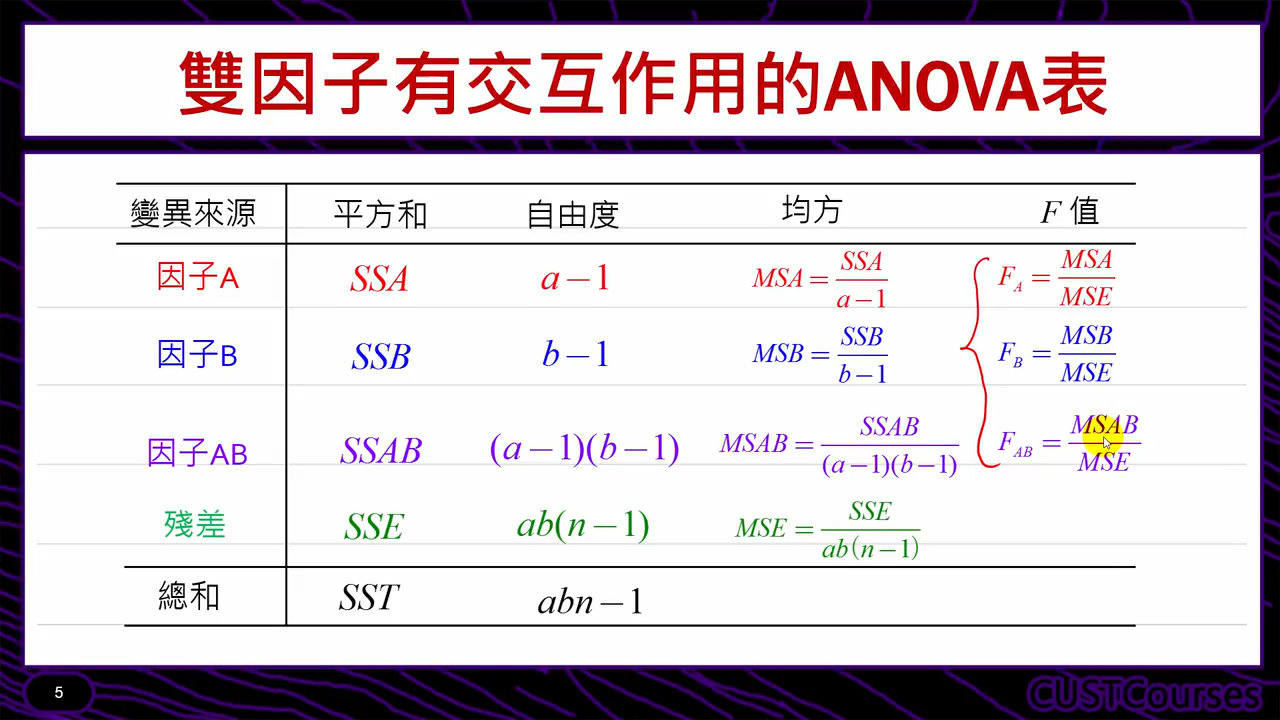 雙因子有交互作用的ANOVA表
變異來源 平方和 自由度 均方 F 值
因子A SSA a−1 MSA = SSA/(a−1) F_A = MSA/MSE
因子B SSB b−1 MSB = SSB/(b−1) F_B = MSB/MSE
因子AB SSAB (a−1)(b−1) MSAB = SSAB/((a−1)(b−1)) F_AB = MSAB/MSE
殘差 SSE ab(n−1) MSE = SSE/(ab(n−1))
總和 SST abn−1
5
CUSTCourses